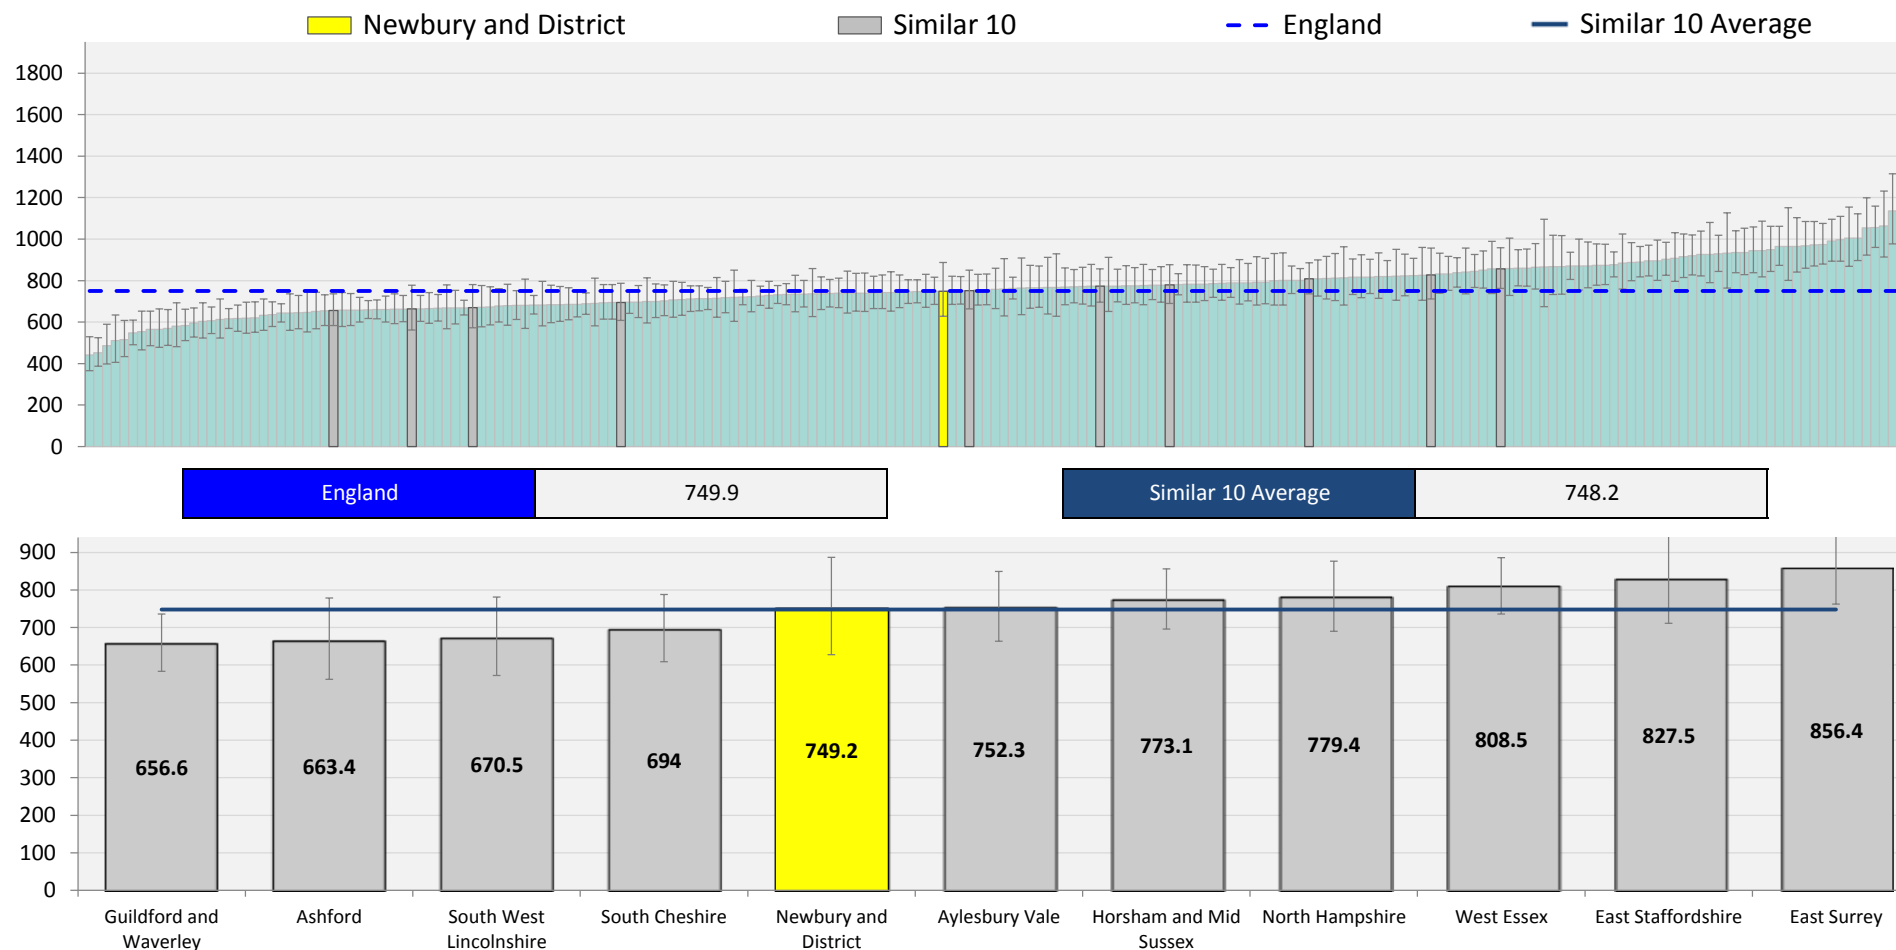 Newbury and District
Similar 10
England
Similar 10 Average
1800
1600
1400
1200
1000
800
600
400
200
0
England
749.9
Similar 10 Average
748.2
900
800
700
600
500
400
300
200
100
0
656.6
663.4
670.5
694
749.2
752.3
773.1
779.4
808.5
827.5
856.4
Guildford and
Waverley
Ashford
South West
Lincolnshire
South Cheshire
Newbury and
District
Aylesbury Vale
Horsham and Mid
Sussex
North Hampshire
West Essex
East Staffordshire
East Surrey